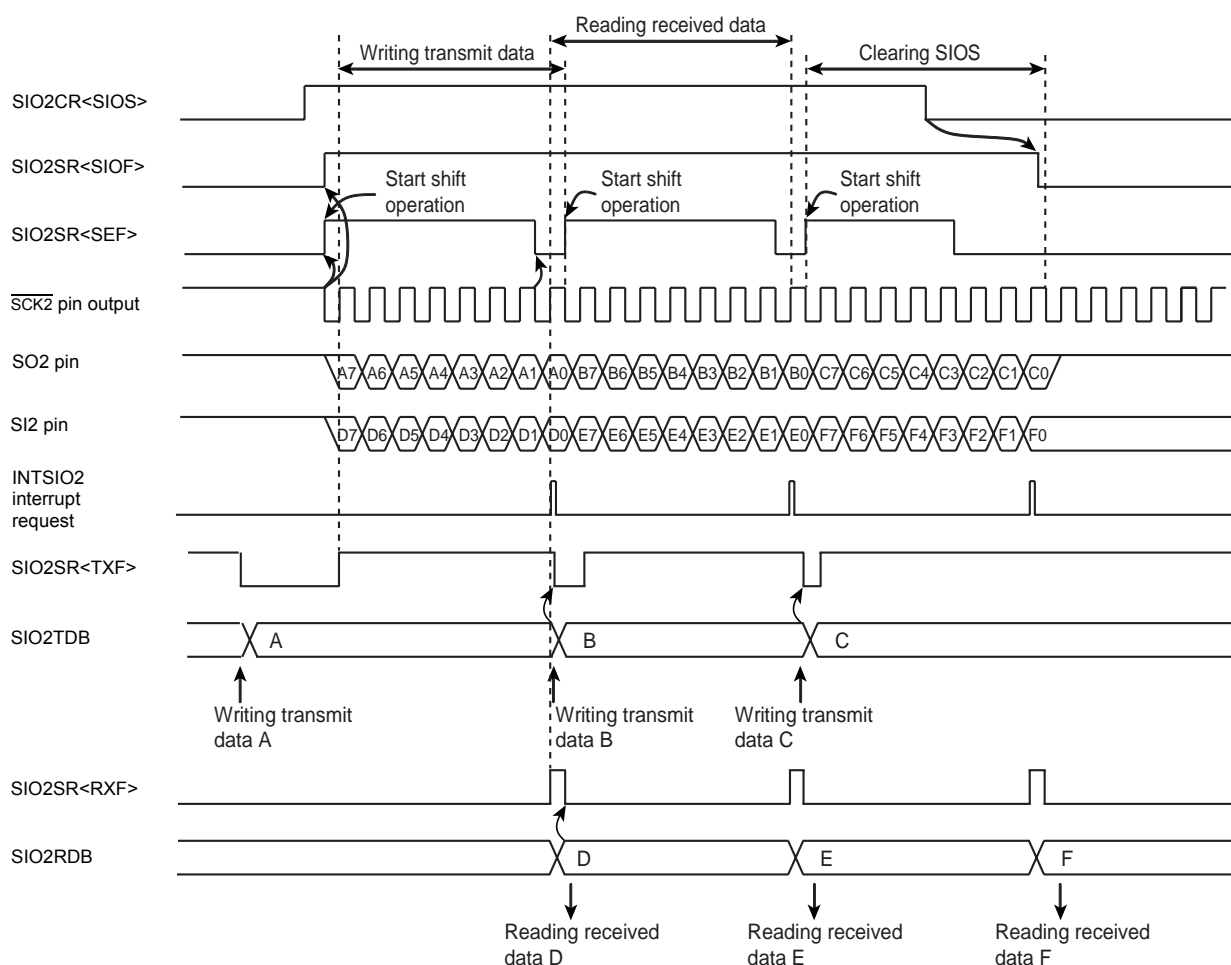 Reading received data
Writing transmit data
Clearing SIOS
SIO2CR<SIOS>
SIO2SR<SIOF>
Start shift
operation
Start shift
operation
Start shift
operation
SIO2SR<SEF>
SCK2 pin output
SO2 pin
A7 A6 A5 A4 A3 A2 A1 A0 B7 B6 B5 B4 B3 B2 B1 B0 C7 C6 C5 C4 C3 C2 C1 C0
SI2 pin
D7 D6 D5 D4 D3 D2 D1 D0 E7 E6 E5 E4 E3 E2 E1 E0 F7 F6 F5 F4 F3 F2 F1 F0
INTSIO2
interrupt
request
SIO2SR<TXF>
SIO2TDB
A B C
Writing transmit
data A
Writing transmit
data B
Writing transmit
data C
SIO2SR<RXF>
SIO2RDB
D E F
Reading received
data D
Reading received
data E
Reading received
data F